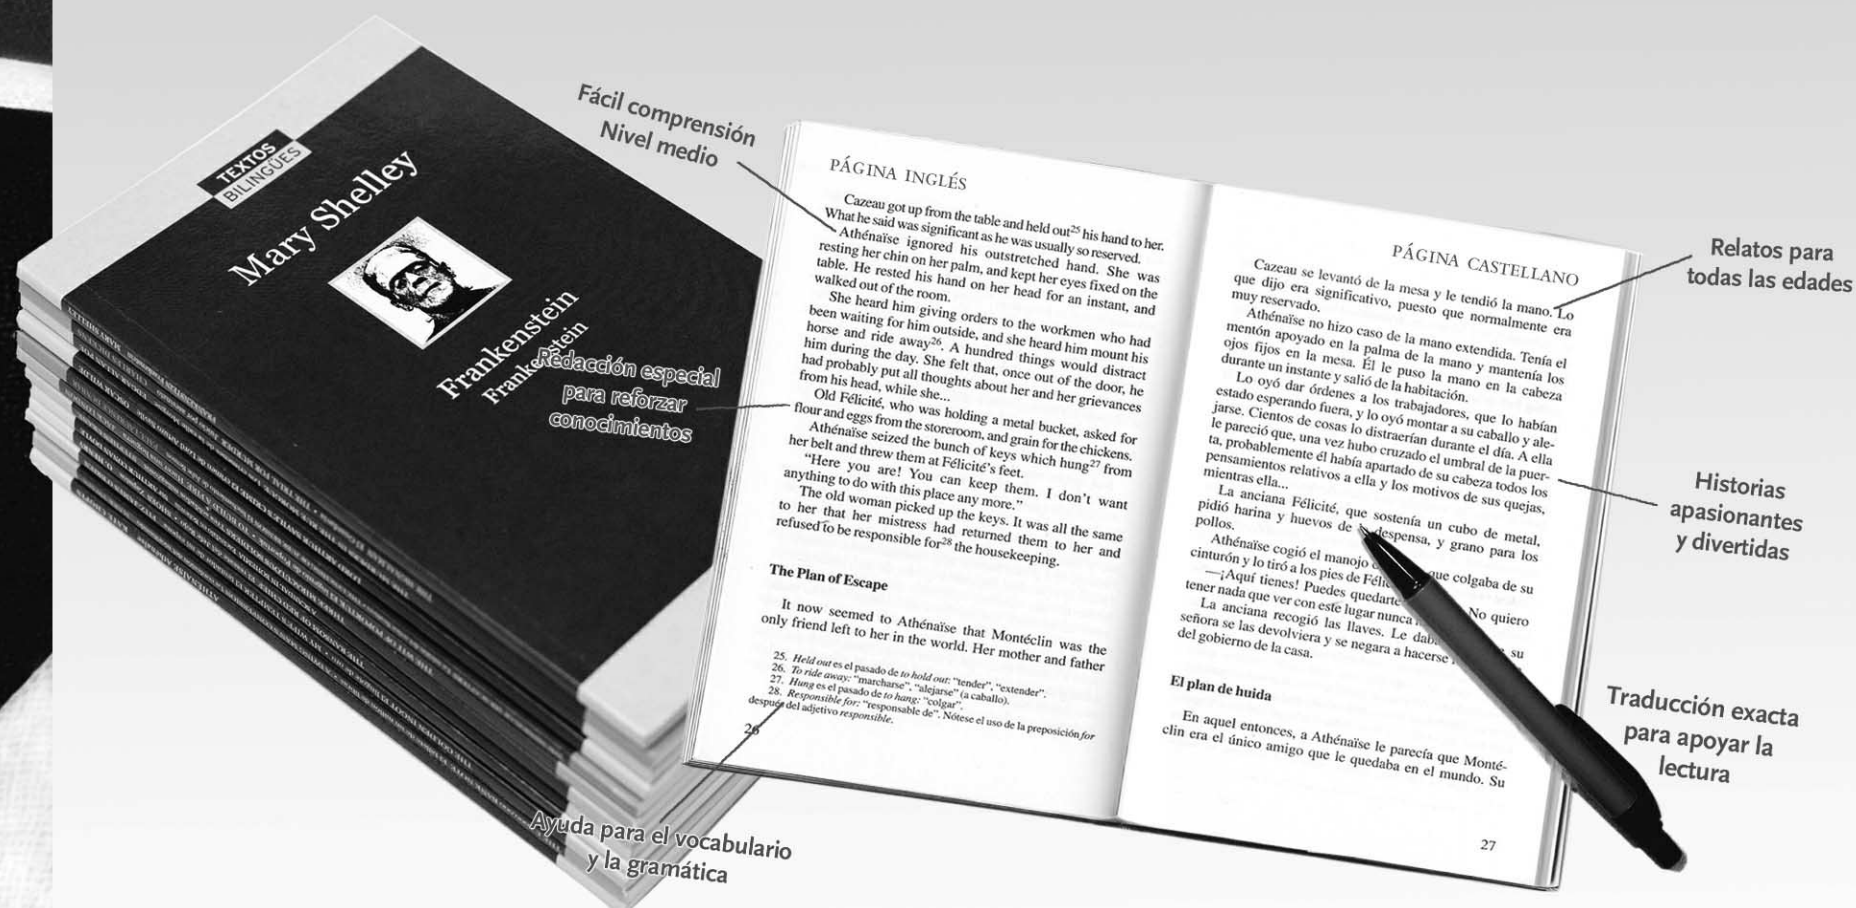 TEXTOS
BILINGÜES
Mary Shelley
Frankenstein
Frankenstein
Fácil comprensión
Nivel medio
Redacción especial
para reforzar
conocimientos
Ayuda para el vocabulario
y la gramática
PÁGINA INGLÉS
Cazeau got up from the table and held out25 his hand to her.
What he said was significant as he was usually so reserved.
Athénaïse ignored his outstretched hand. She was
resting her chin on her palm, and kept her eyes fixed on the
table. He rested his hand on her head for an instant, and
walked out of the room.
She heard him giving orders to the workmen who had
been waiting for him outside, and she heard him mount his
horse and ride away26. A hundred things would distract
him during the day. She felt that, once out of the door, he
had probably put all thoughts about her and her grievances
from his head, while she...
Old Félicité, who was holding a metal bucket, asked for
flour and eggs from the storeroom, and grain for the chickens.
Athénaïse seized the bunch of keys which hung27 from
her belt and threw them at Félicité's feet.
“Here you are! You can keep them. I don't want
anything to do with this place any more.”
The old woman picked up the keys. It was all the same
to her that her mistress had returned them to her and
refused to be responsible for28 the housekeeping.
The Plan of Escape
It now seemed to Athénaïse that Montéclin was the
only friend left to her in the world. Her mother and father
25. Held out es el pasado de to hold out: “tender”, “extender”.
26. To ride away: “marcharse”, “alejarse” (a caballo).
27. Hung es el pasado de to hang: “colgar”.
28. Responsible for: “responsable de”. Nótese el uso de la preposición for
después del adjetivo responsible.
26
PÁGINA CASTELLANO
Cazeau se levantó de la mesa y le tendió la mano. Lo
que dijo era significativo, puesto que normalmente era
muy reservado.
Athénaïse no hizo caso de la mano extendida. Tenía el
mentón apoyado en la palma de la mano y mantenía los
ojos fijos en la mesa. Él le puso la mano en la cabeza
durante un instante y salió de la habitación.
Lo oyó dar órdenes a los trabajadores, que lo habían
estado esperando fuera, y lo oyó montar a su caballo y ale-
jarse. Cientos de cosas lo distraerían durante el día. A ella
le pareció que, una vez hubo cruzado el umbral de la puer-
ta, probablemente él había apartado de su cabeza todos los
pensamientos relativos a ella y los motivos de sus quejas,
mientras ella...
La anciana Félicité, que sostenía un cubo de metal,
pidió harina y huevos de despensa, y grano para los
pollos.
Athénaïse cogió el manojo que colgaba de su
cinturón y lo tiró a los pies de
—¡Aquí tienes! Puedes quedarte No quiero
tener nada que ver con este lugar nunca
La anciana recogió las llaves. Le su
señora se las devolviera y se negara a hacerse
del gobierno de la casa.
El plan de huida
En aquel entonces, a Athénaïse le parecía que Monté-
clin era el único amigo que le quedaba en el mundo. Su
27
Relatos para
todas las edades
Historias
apasionantes
y divertidas
Traducción exacta
para apoyar la
lectura